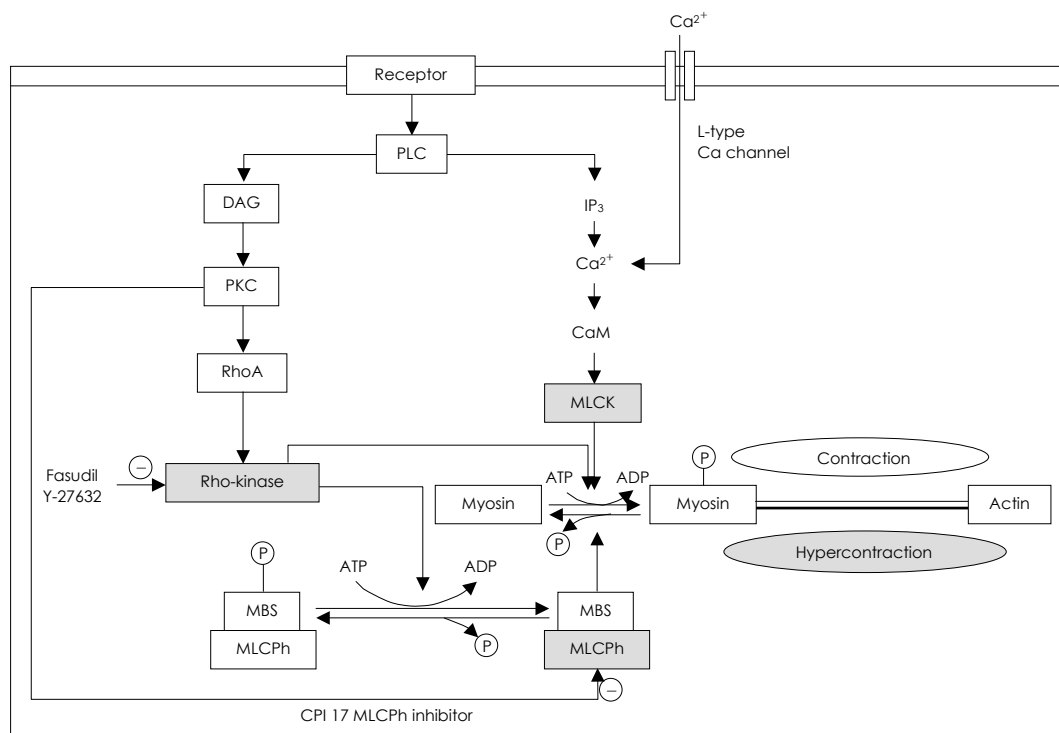 Ca²⁺
Receptor
L-type
Ca channel
PLC
DAG
IP₃
PKC
Ca²⁺
CaM
RhoA
MLCK
Fasudil
Y-27632
−
Rho-kinase
P
Contraction
ATP
ADP
Myosin
Myosin
Actin
P
Hypercontraction
P
ATP
ADP
MBS
MBS
P
MLCPh
MLCPh
−
CPI 17 MLCPh inhibitor